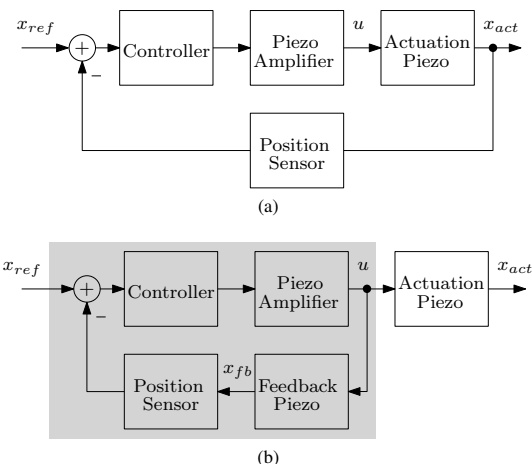 x_ref
+
−
Controller
Piezo
Amplifier
u
Actuation
Piezo
x_act
Position
Sensor
(a)
x_ref
+
−
Controller
Piezo
Amplifier
u
Actuation
Piezo
x_act
Position
Sensor
x_fb
Feedback
Piezo
(b)